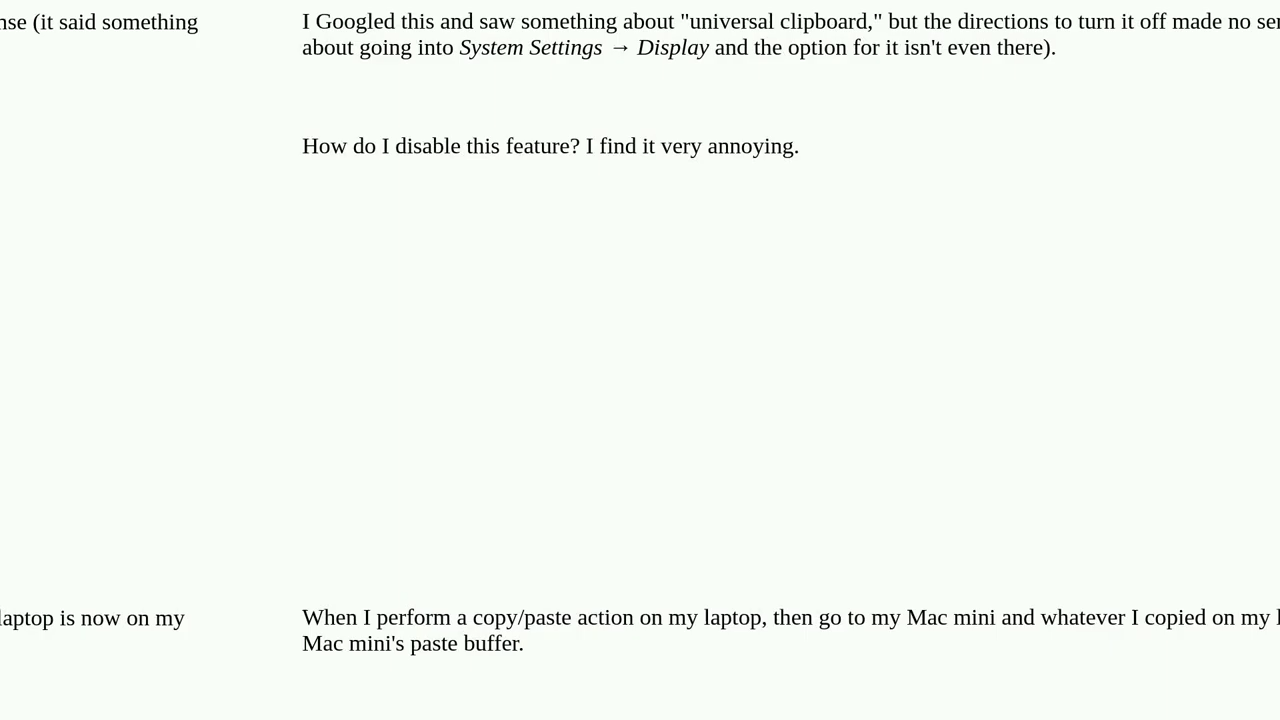 (it said something
I Googled this and saw something about "universal clipboard," but the directions to turn it off made no
about going into System Settings → Display and the option for it isn't even there).
How do I disable this feature? I find it very annoying.
laptop is now on my
When I perform a copy/paste action on my laptop, then go to my Mac mini and whatever I copied on my
Mac mini's paste buffer.